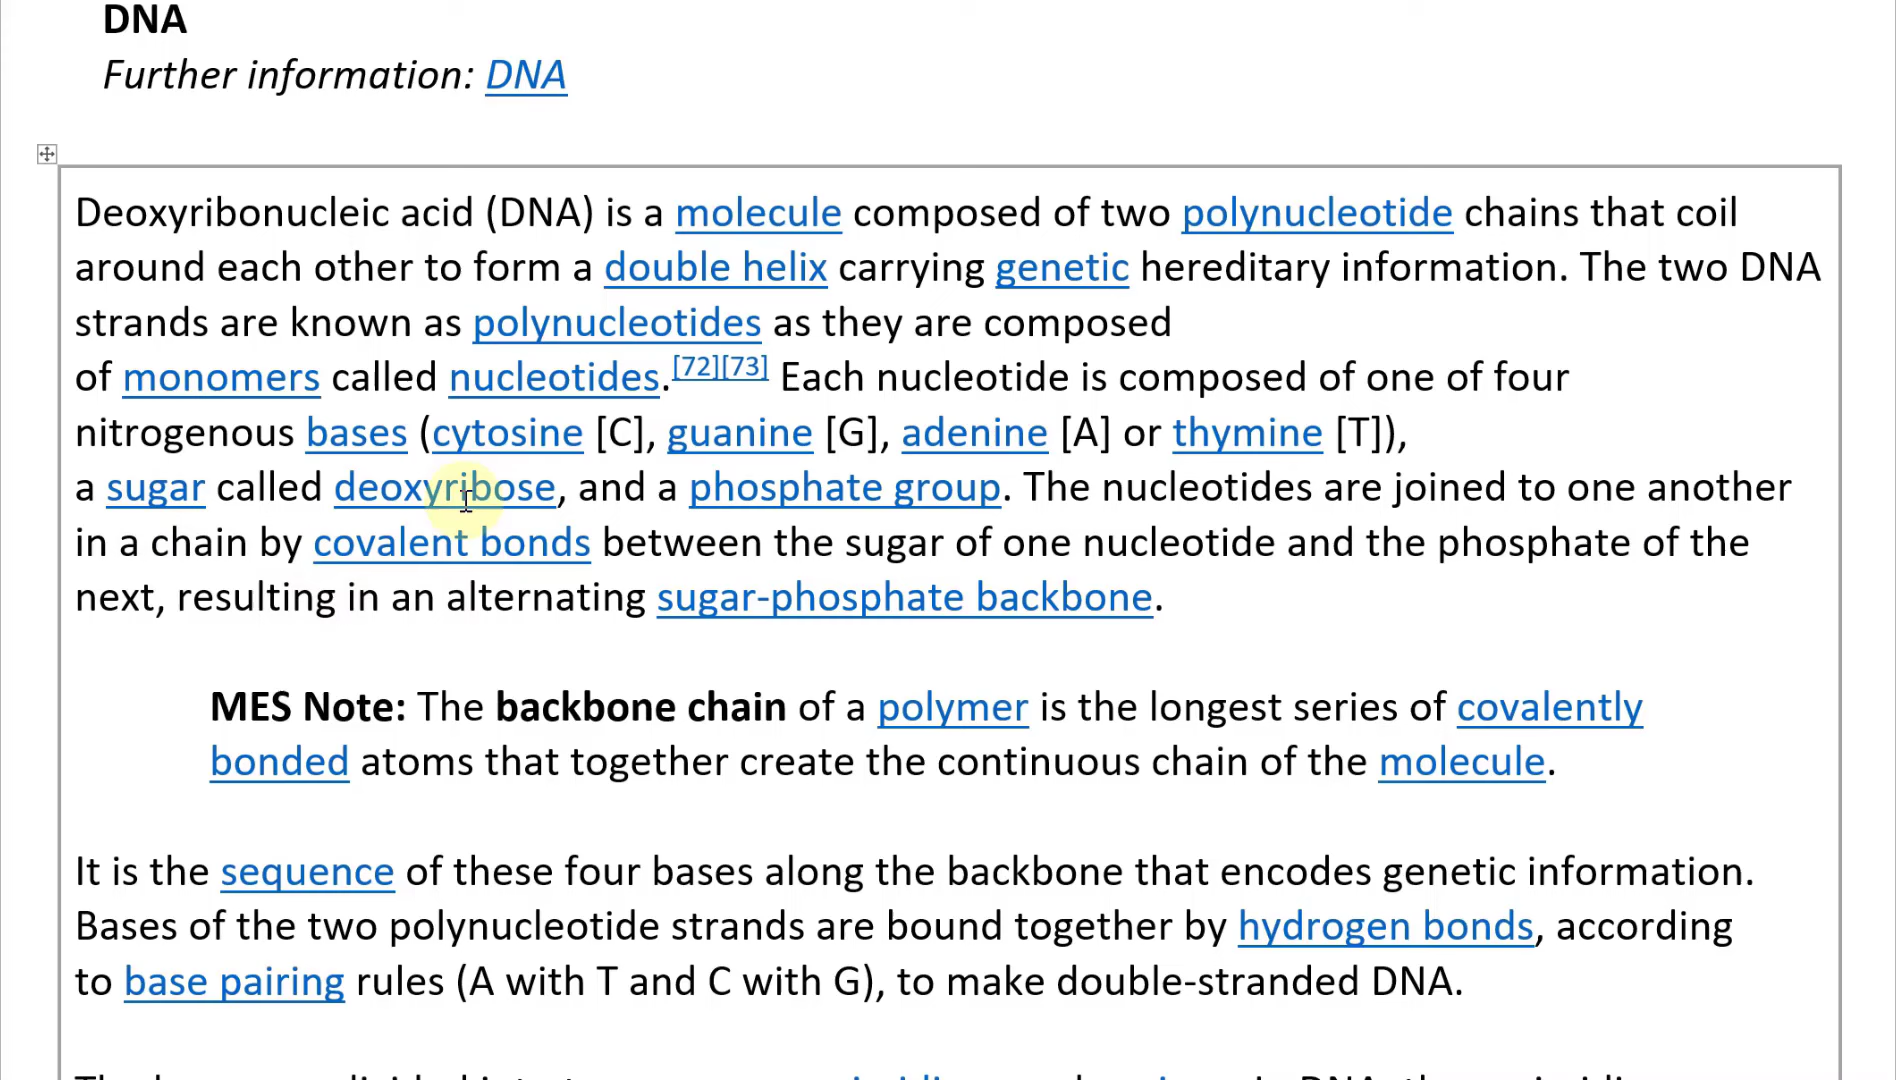 DNA
Further information: DNA
Deoxyribonucleic acid (DNA) is a molecule composed of two polynucleotide chains that coil
around each other to form a double helix carrying genetic hereditary information. The two DNA
strands are known as polynucleotides as they are composed
of monomers called nucleotides.[72][73] Each nucleotide is composed of one of four
nitrogenous bases (cytosine [C], guanine [G], adenine [A] or thymine [T]),
a sugar called deoxyribose, and a phosphate group. The nucleotides are joined to one another
in a chain by covalent bonds between the sugar of one nucleotide and the phosphate of the
next, resulting in an alternating sugar-phosphate backbone.
MES Note: The backbone chain of a polymer is the longest series of covalently
bonded atoms that together create the continuous chain of the molecule.
It is the sequence of these four bases along the backbone that encodes genetic information.
Bases of the two polynucleotide strands are bound together by hydrogen bonds, according
to base pairing rules (A with T and C with G), to make double-stranded DNA.